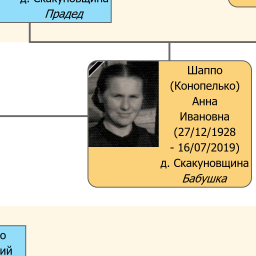 д. Скакуновщина
Прадед
Шаппо
(Конопелько)
Анна
Ивановна
(27/12/1928
- 16/07/2019)
д. Скакуновщина
Бабушка